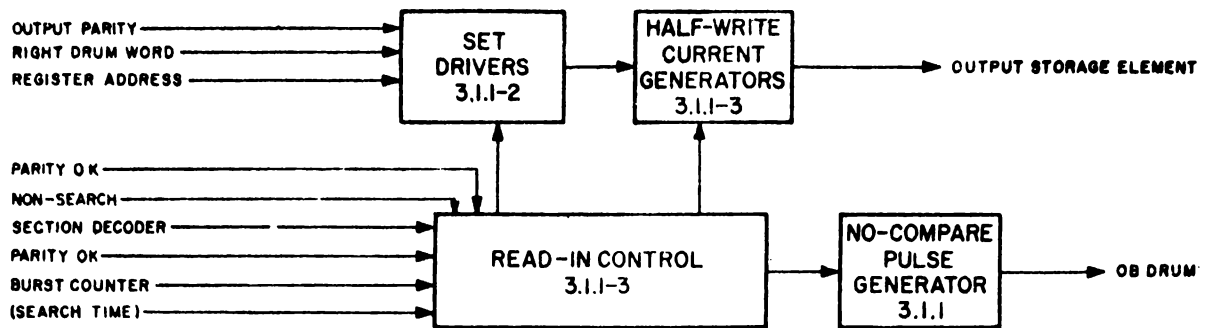 OUTPUT PARITY
RIGHT DRUM WORD
REGISTER ADDRESS
SET
DRIVERS
3.1.1-2
HALF-WRITE
CURRENT
GENERATORS
3.1.1-3
OUTPUT STORAGE ELEMENT
PARITY OK
NON-SEARCH
SECTION DECODER
PARITY OK
BURST COUNTER
(SEARCH TIME)
READ-IN CONTROL
3.1.1-3
NO-COMPARE
PULSE
GENERATOR
3.1.1
OB DRUM